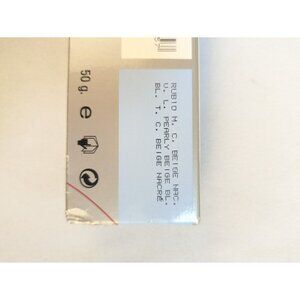 RUBIO M. C. BEIGE NAC.
V. L. PEARLY BEIGE BL.
BL. T. C. BEIGE NACRÉ
50 g. e